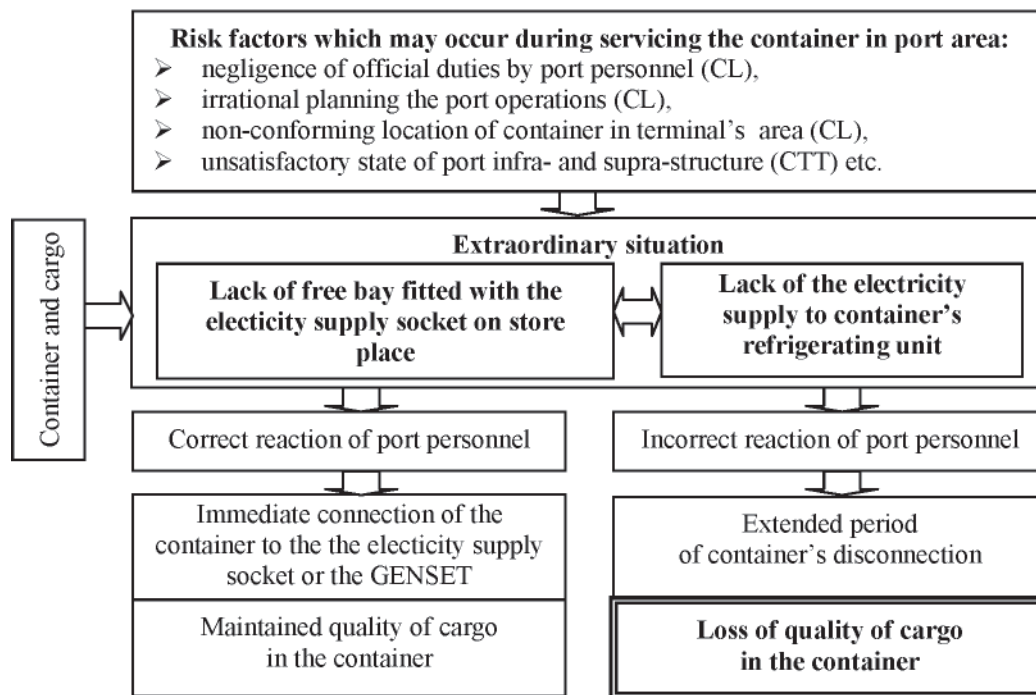 Risk factors which may occur during servicing the container in port area:
➢ negligence of official duties by port personnel (CL),
➢ irrational planning the port operations (CL),
➢ non-conforming location of container in terminal's area (CL),
➢ unsatisfactory state of port infra- and supra-structure (CTT) etc.
Container and cargo
Extraordinary situation
Lack of free bay fitted with the
electicity supply socket on store
place
Lack of the electricity
supply to container's
refrigerating unit
Correct reaction of port personnel
Incorrect reaction of port personnel
Immediate connection of the
container to the the electicity supply
socket or the GENSET
Extended period
of container's disconnection
Maintained quality of cargo
in the container
Loss of quality of cargo
in the container